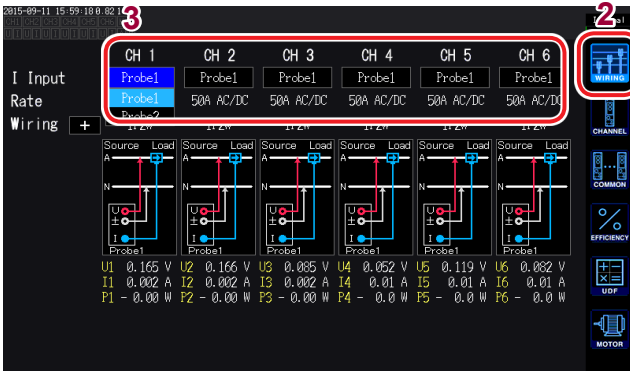 2015-09-11 15:59:18
3
2
CH1 CH2 CH3 CH4 CH5
U I U I U I U I U I
CH 1 CH 2 CH 3 CH 4 CH 5 CH 6
I Input Probe1 Probe1 Probe1 Probe1 Probe1 Probe1
Rate Probe1 50A AC/DC 50A AC/DC 50A AC/DC 50A AC/DC 50A AC/DC
Probe2
Wiring + 1P2W 1P2W 1P2W 1P2W 1P2W 1P2W
Source Load Source Load Source Load Source Load Source Load Source Load
A A A A A A
N N N N N N
U U U U U U
± ± ± ± ± ±
I I I I I I
Probe1 Probe1 Probe1 Probe1 Probe1 Probe1
U1 0.165 V U2 0.166 V U3 0.085 V U4 0.052 V U5 0.119 V U6 0.082 V
I1 0.002 A I2 0.002 A I3 0.002 A I4 0.01 A I5 0.01 A I6 0.01 A
P1 - 0.00 W P2 - 0.00 W P3 - 0.00 W P4 - 0.0 W P5 - 0.0 W P6 - 0.0 W
WIRING
CHANNEL
COMMON
%
EFFICIENCY
+ - × =
UDF
MOTOR